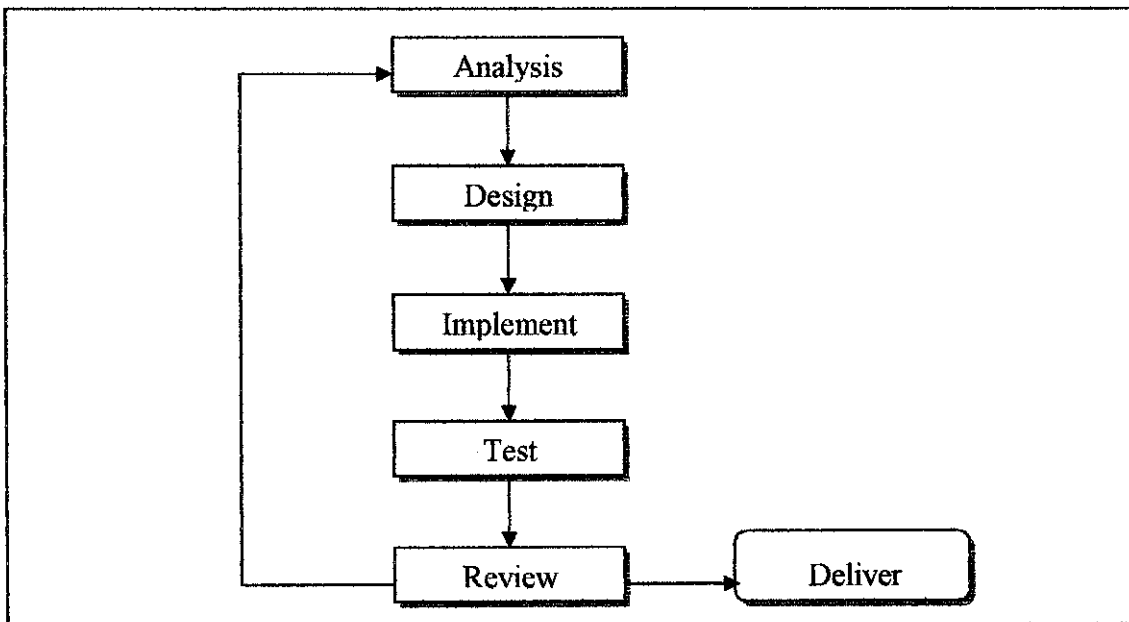 Analysis
Design
Implement
Test
Review
Deliver